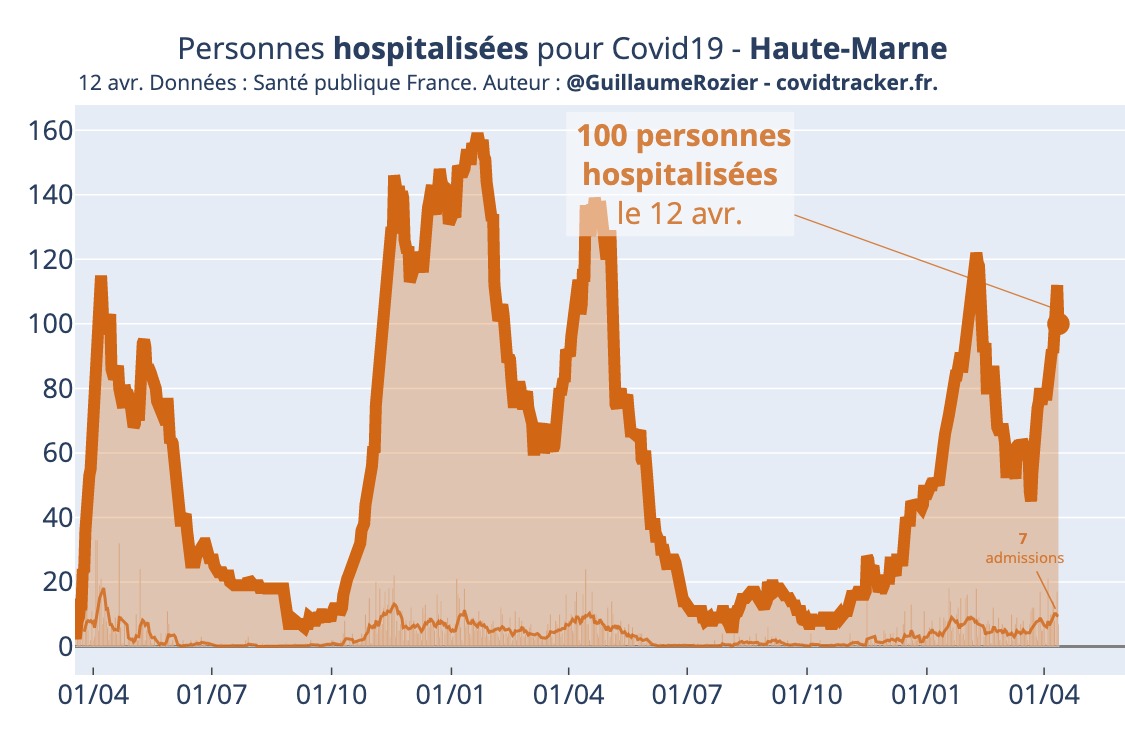 Personnes hospitalisées pour Covid19 - Haute-Marne
12 avr. Données : Santé publique France. Auteur : @GuillaumeRozier - covidtracker.fr.
160
140
120
100
80
60
40
20
0
100 personnes
hospitalisées
le 12 avr.
7
admissions
01/04 01/07 01/10 01/01 01/04 01/07 01/10 01/01 01/04